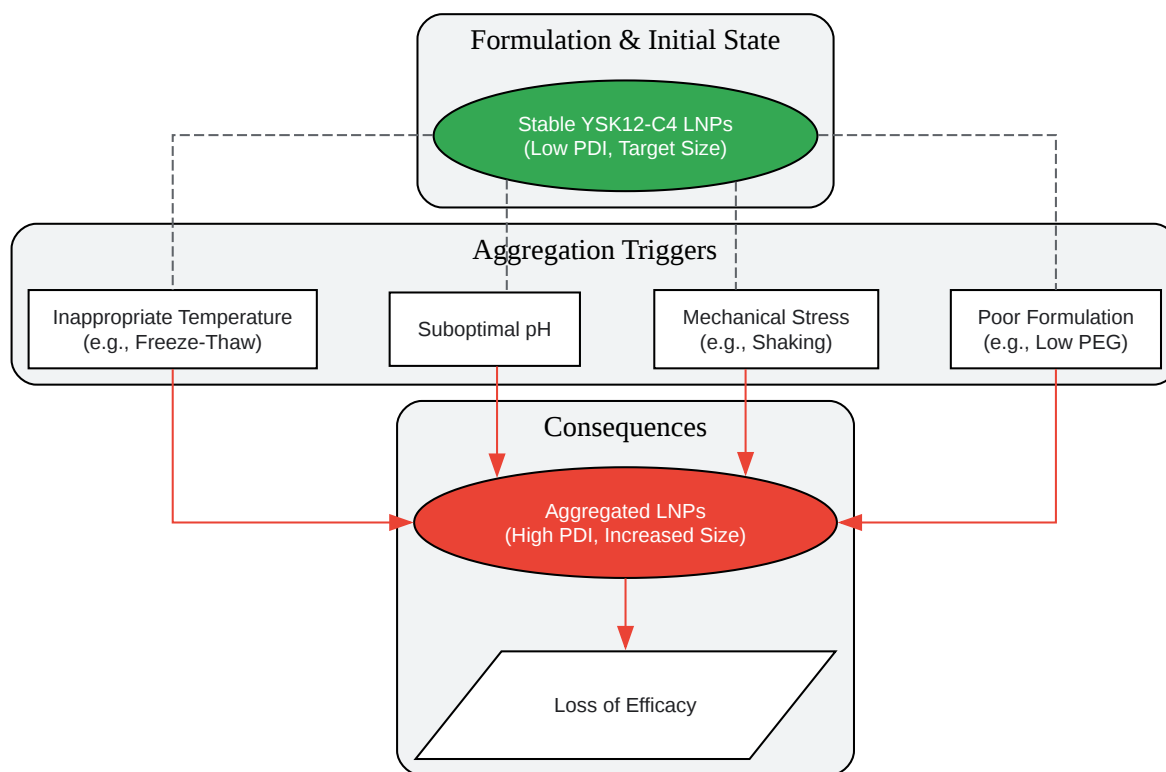 Formulation & Initial State
Stable YSK12-C4 LNPs
(Low PDI, Target Size)
Aggregation Triggers
Inappropriate Temperature
(e.g., Freeze-Thaw)
Suboptimal pH
Mechanical Stress
(e.g., Shaking)
Poor Formulation
(e.g., Low PEG)
Consequences
Aggregated LNPs
(High PDI, Increased Size)
Loss of Efficacy